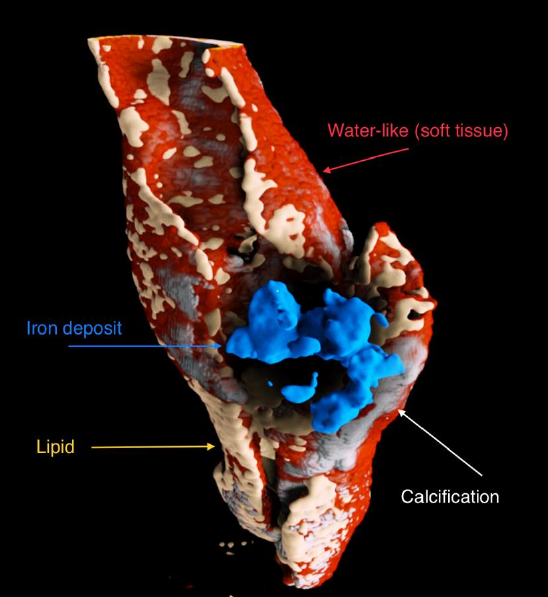 Water-like (soft tissue)
Iron deposit
Lipid
Calcification